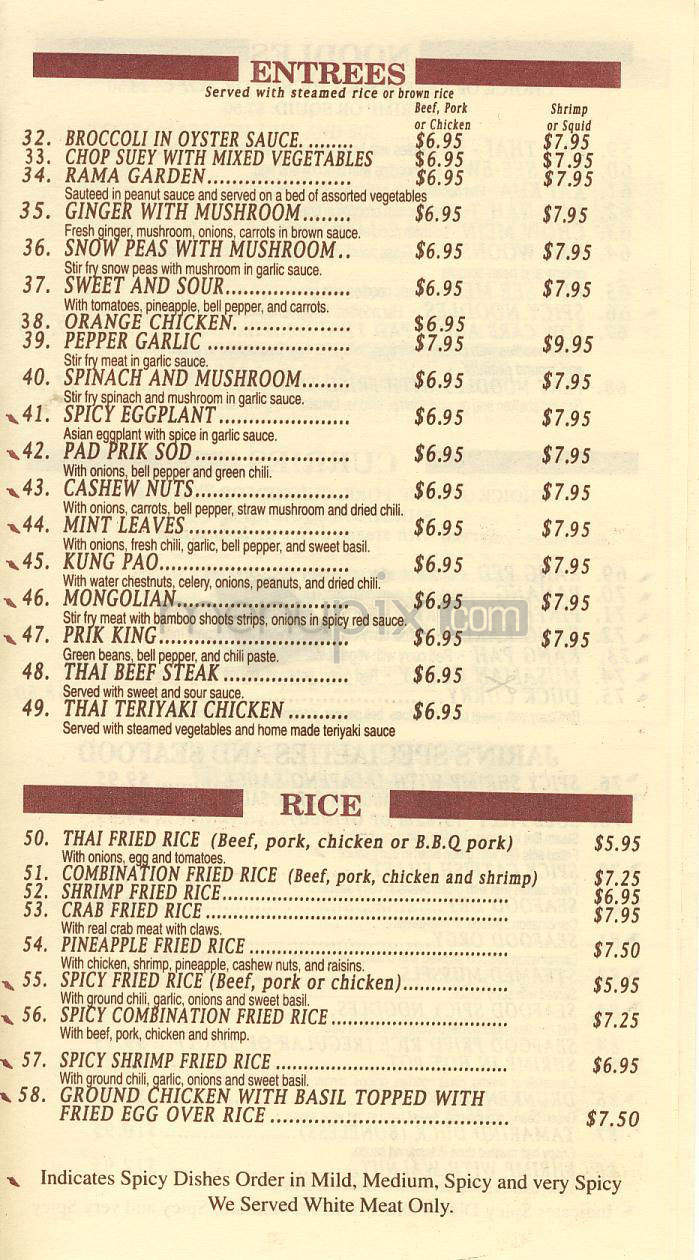 ENTREES
Served with steamed rice or brown rice
Beef, Pork Shrimp
or Chicken or Squid
32. BROCCOLI IN OYSTER SAUCE. ........ $6.95 $7.95
33. CHOP SUEY WITH MIXED VEGETABLES $6.95 $7.95
34. RAMA GARDEN....................... $6.95 $7.95
Sauteed in peanut sauce and served on a bed of assorted vegetables
35. GINGER WITH MUSHROOM........ $6.95 $7.95
Fresh ginger, mushroom, onions, carrots in brown sauce.
36. SNOW PEAS WITH MUSHROOM.. $6.95 $7.95
Stir fry snow peas with mushroom in garlic sauce.
37. SWEET AND SOUR.................... $6.95 $7.95
With tomatoes, pineapple, bell pepper, and carrots.
38. ORANGE CHICKEN. ................. $6.95
39. PEPPER GARLIC ....................... $7.95 $9.95
Stir fry meat in garlic sauce.
40. SPINACH AND MUSHROOM........ $6.95 $7.95
Stir fry spinach and mushroom in garlic sauce.
41. SPICY EGGPLANT ..................... $6.95 $7.95
Asian eggplant with spice in garlic sauce.
42. PAD PRIK SOD ......................... $6.95 $7.95
With onions, bell pepper and green chili.
43. CASHEW NUTS......................... $6.95 $7.95
With onions, carrots, bell pepper, straw mushroom and dried chili.
44. MINT LEAVES .......................... $6.95 $7.95
With onions, fresh chili, garlic, bell pepper, and sweet basil.
45. KUNG PAO.............................. $6.95 $7.95
With water chestnuts, celery, onions, peanuts, and dried chili.
46. MONGOLIAN............................ $6.95 $7.95
Stir fry meat with bamboo shoots strips, onions in spicy red sauce.
47. PRIK KING.............................. $6.95 $7.95
Green beans, bell pepper, and chili paste.
48. THAI BEEF STEAK .................... $6.95
Served with sweet and sour sauce.
49. THAI TERIYAKI CHICKEN .......... $6.95
Served with steamed vegetables and home made teriyaki sauce
menupix.com
RICE
50. THAI FRIED RICE (Beef, pork, chicken or B.B.Q pork) $5.95
With onions, egg and tomatoes.
51. COMBINATION FRIED RICE (Beef, pork, chicken and shrimp) $7.25
52. SHRIMP FRIED RICE.............................................. $6.95
53. CRAB FRIED RICE ................................................. $7.95
With real crab meat with claws.
54. PINEAPPLE FRIED RICE .......................................... $7.50
With chicken, shrimp, pineapple, cashew nuts, and raisins.
55. SPICY FRIED RICE (Beef, pork or chicken)................. $5.95
With ground chili, garlic, onions and sweet basil.
56. SPICY COMBINATION FRIED RICE ............................. $7.25
With beef, pork, chicken and shrimp.
57. SPICY SHRIMP FRIED RICE ...................................... $6.95
With ground chili, garlic, onions and sweet basil.
58. GROUND CHICKEN WITH BASIL TOPPED WITH
FRIED EGG OVER RICE ....................................... $7.50
Indicates Spicy Dishes Order in Mild, Medium, Spicy and very Spicy
We Served White Meat Only.